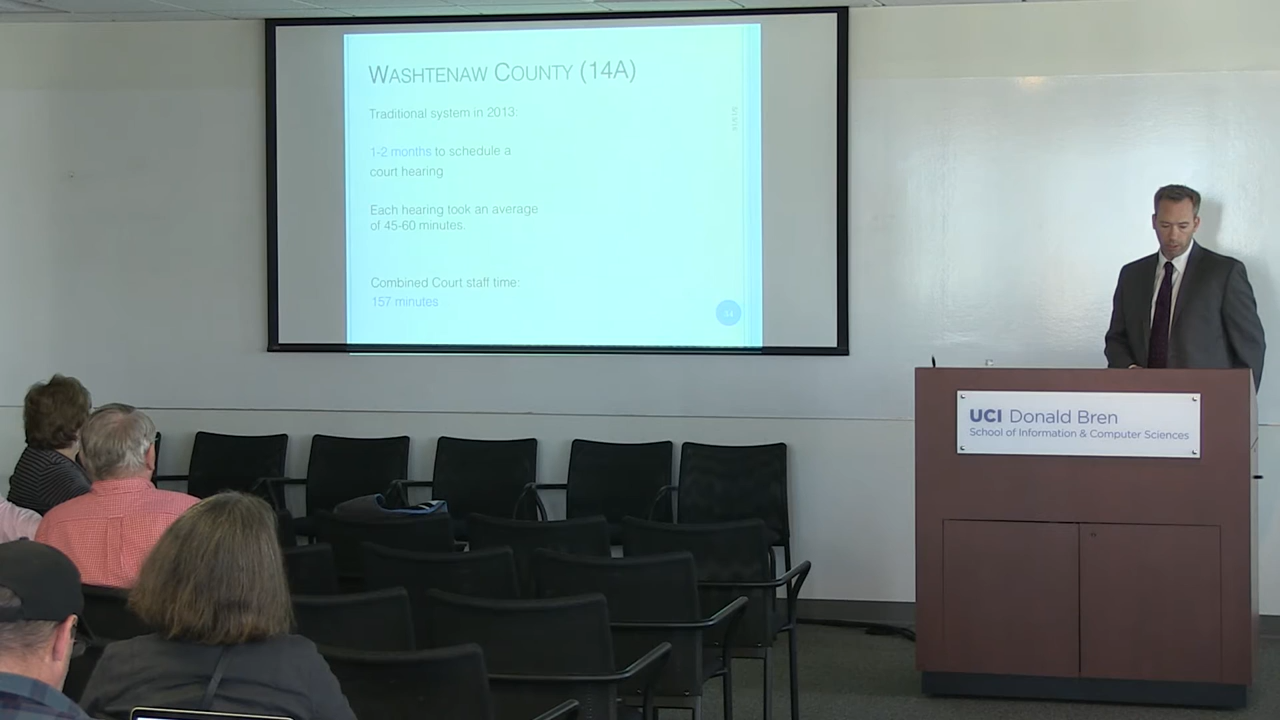 WASHTENAW COUNTY (14A)
Traditional system in 2013:
1-2 months to schedule a
court hearing
Each hearing took an average
of 45-60 minutes.
Combined Court staff time:
157 minutes
UCI Donald Bren
School of Information & Computer Sciences